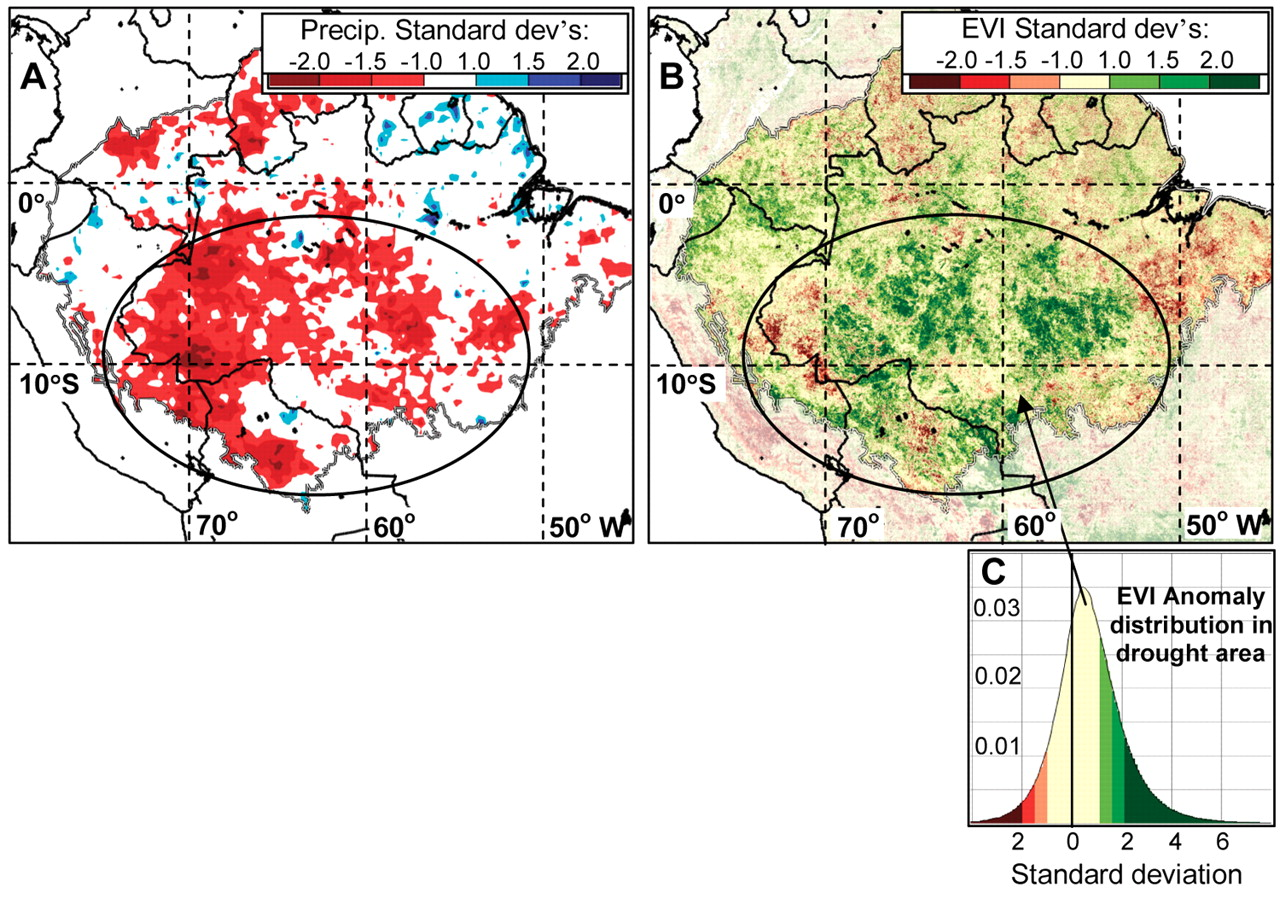 A
Precip. Standard dev's:
-2.0 -1.5 -1.0 1.0 1.5 2.0
0°
10°S
70° 60° 50° W
B
EVI Standard dev's:
-2.0 -1.5 -1.0 1.0 1.5 2.0
0°
10°S
70° 60° 50° W
C
EVI Anomaly
distribution in
drought area
0.03
0.02
0.01
2 0 2 4 6
Standard deviation